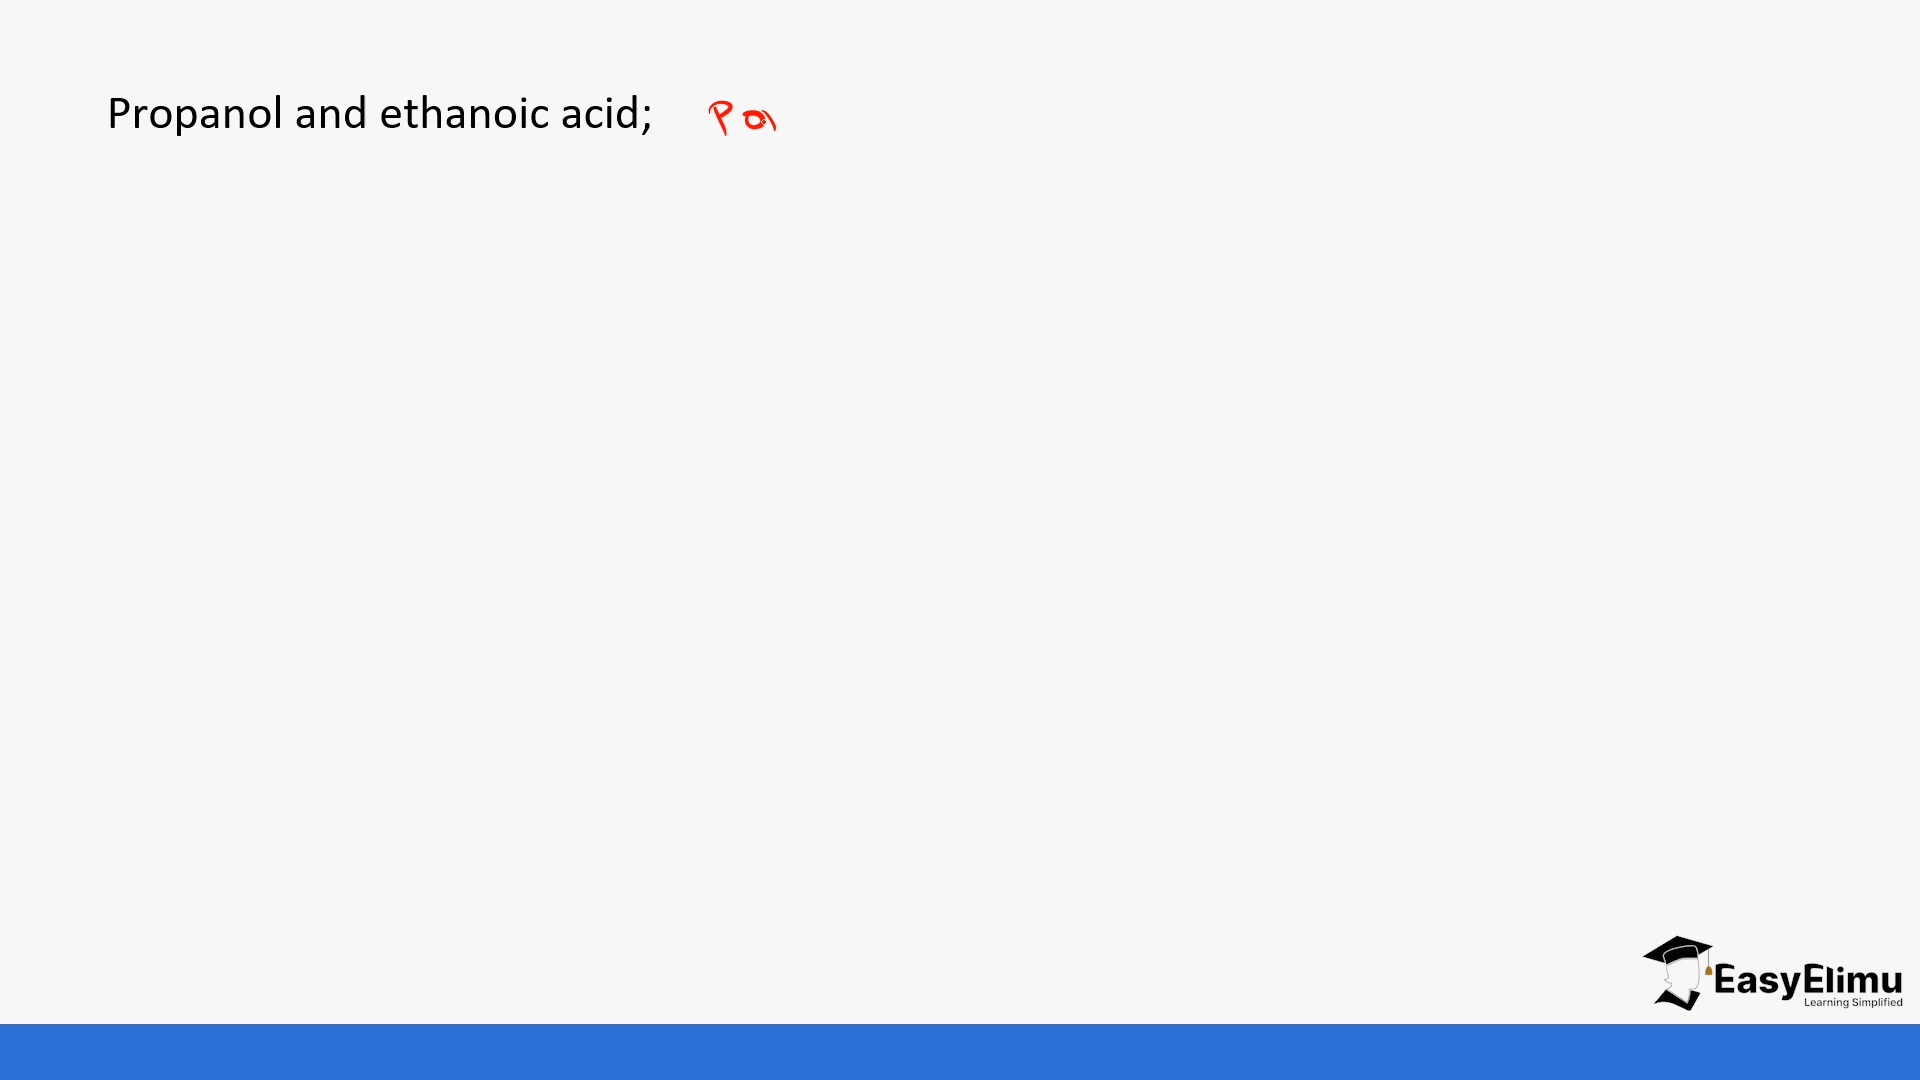 Propanol and ethanoic acid;
EasyElimu
Learning Simplified